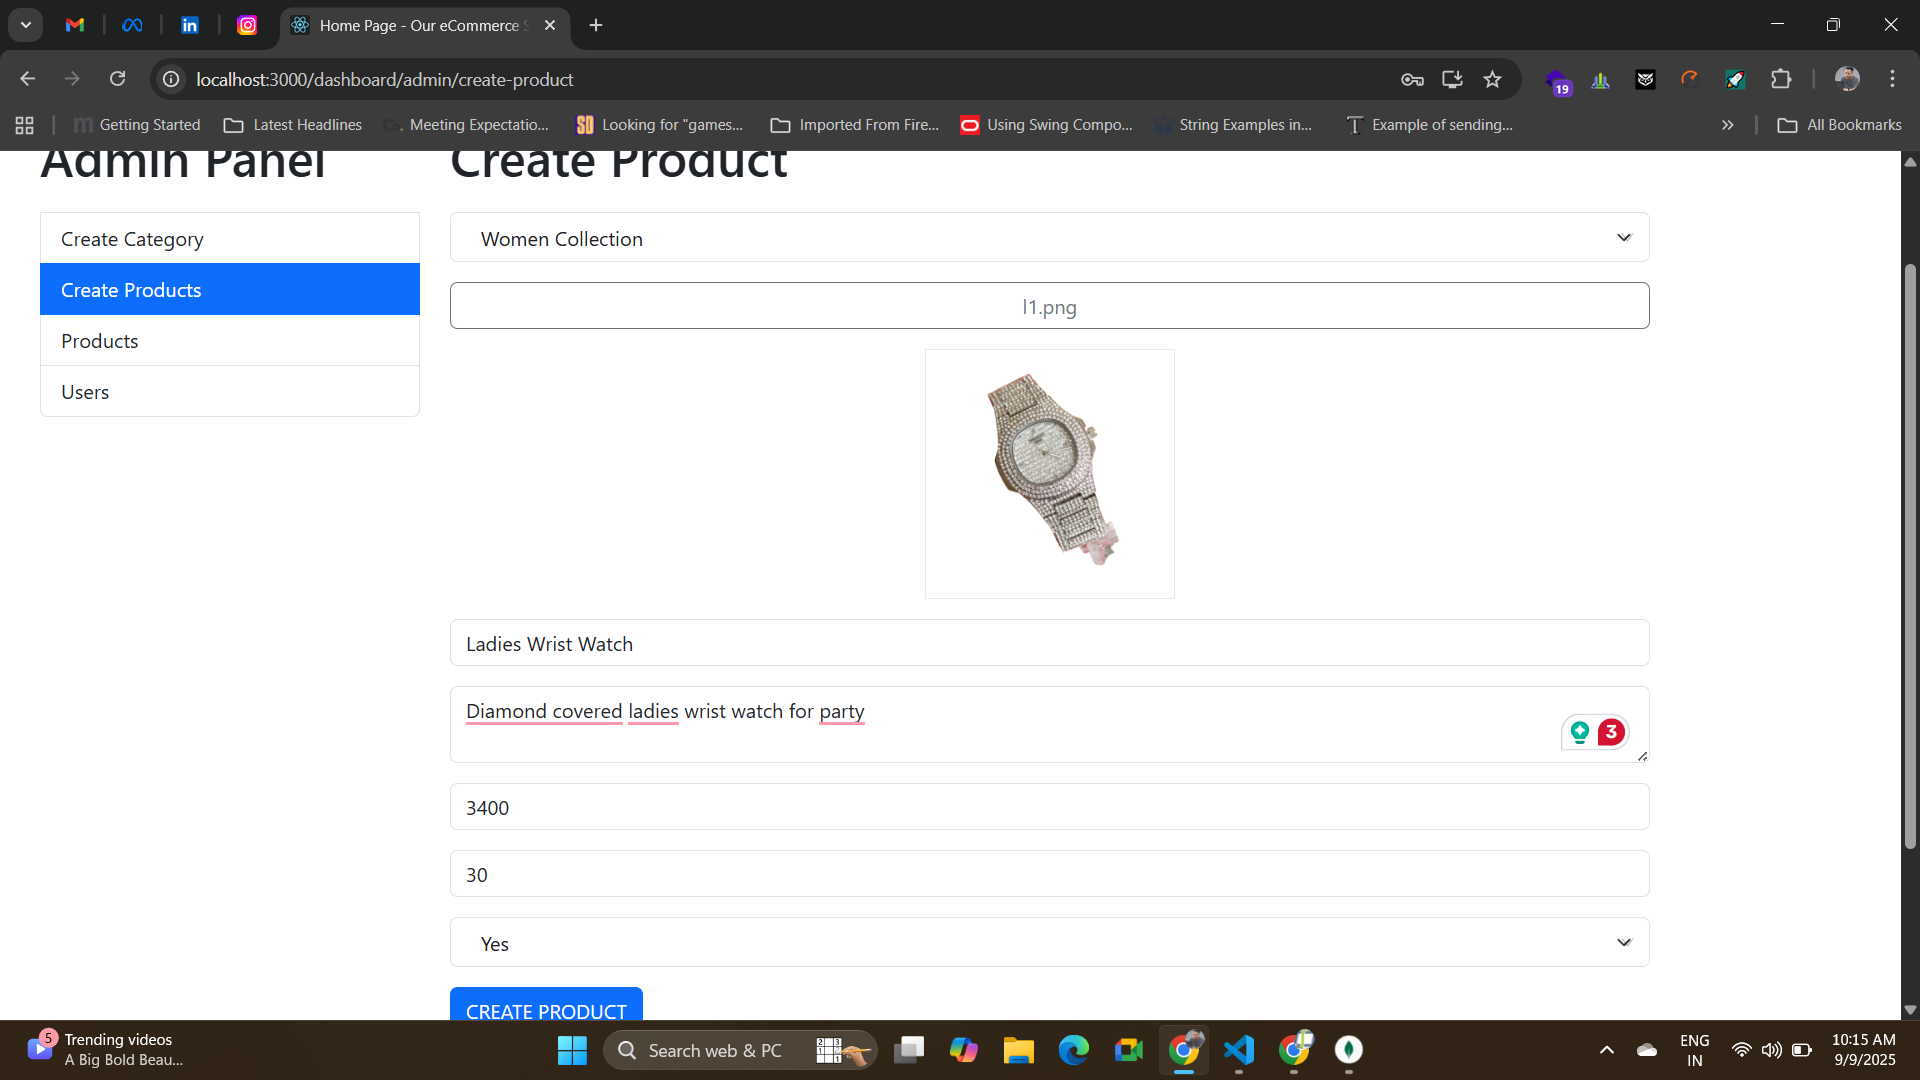 Home Page - Our eCommerce S
localhost:3000/dashboard/admin/create-product
19
Getting Started
Latest Headlines
Meeting Expectatio...
Looking for "games...
Imported From Fire...
Using Swing Compo...
String Examples in...
Example of sending...
All Bookmarks
Admin Panel
Create Category
Create Products
Products
Users
Create Product
Women Collection
l1.png
Ladies Wrist Watch
Diamond covered ladies wrist watch for party
3
3400
30
Yes
CREATE PRODUCT
5
Trending videos
A Big Bold Beau...
Search web & PC
ENG
IN
10:15 AM
9/9/2025